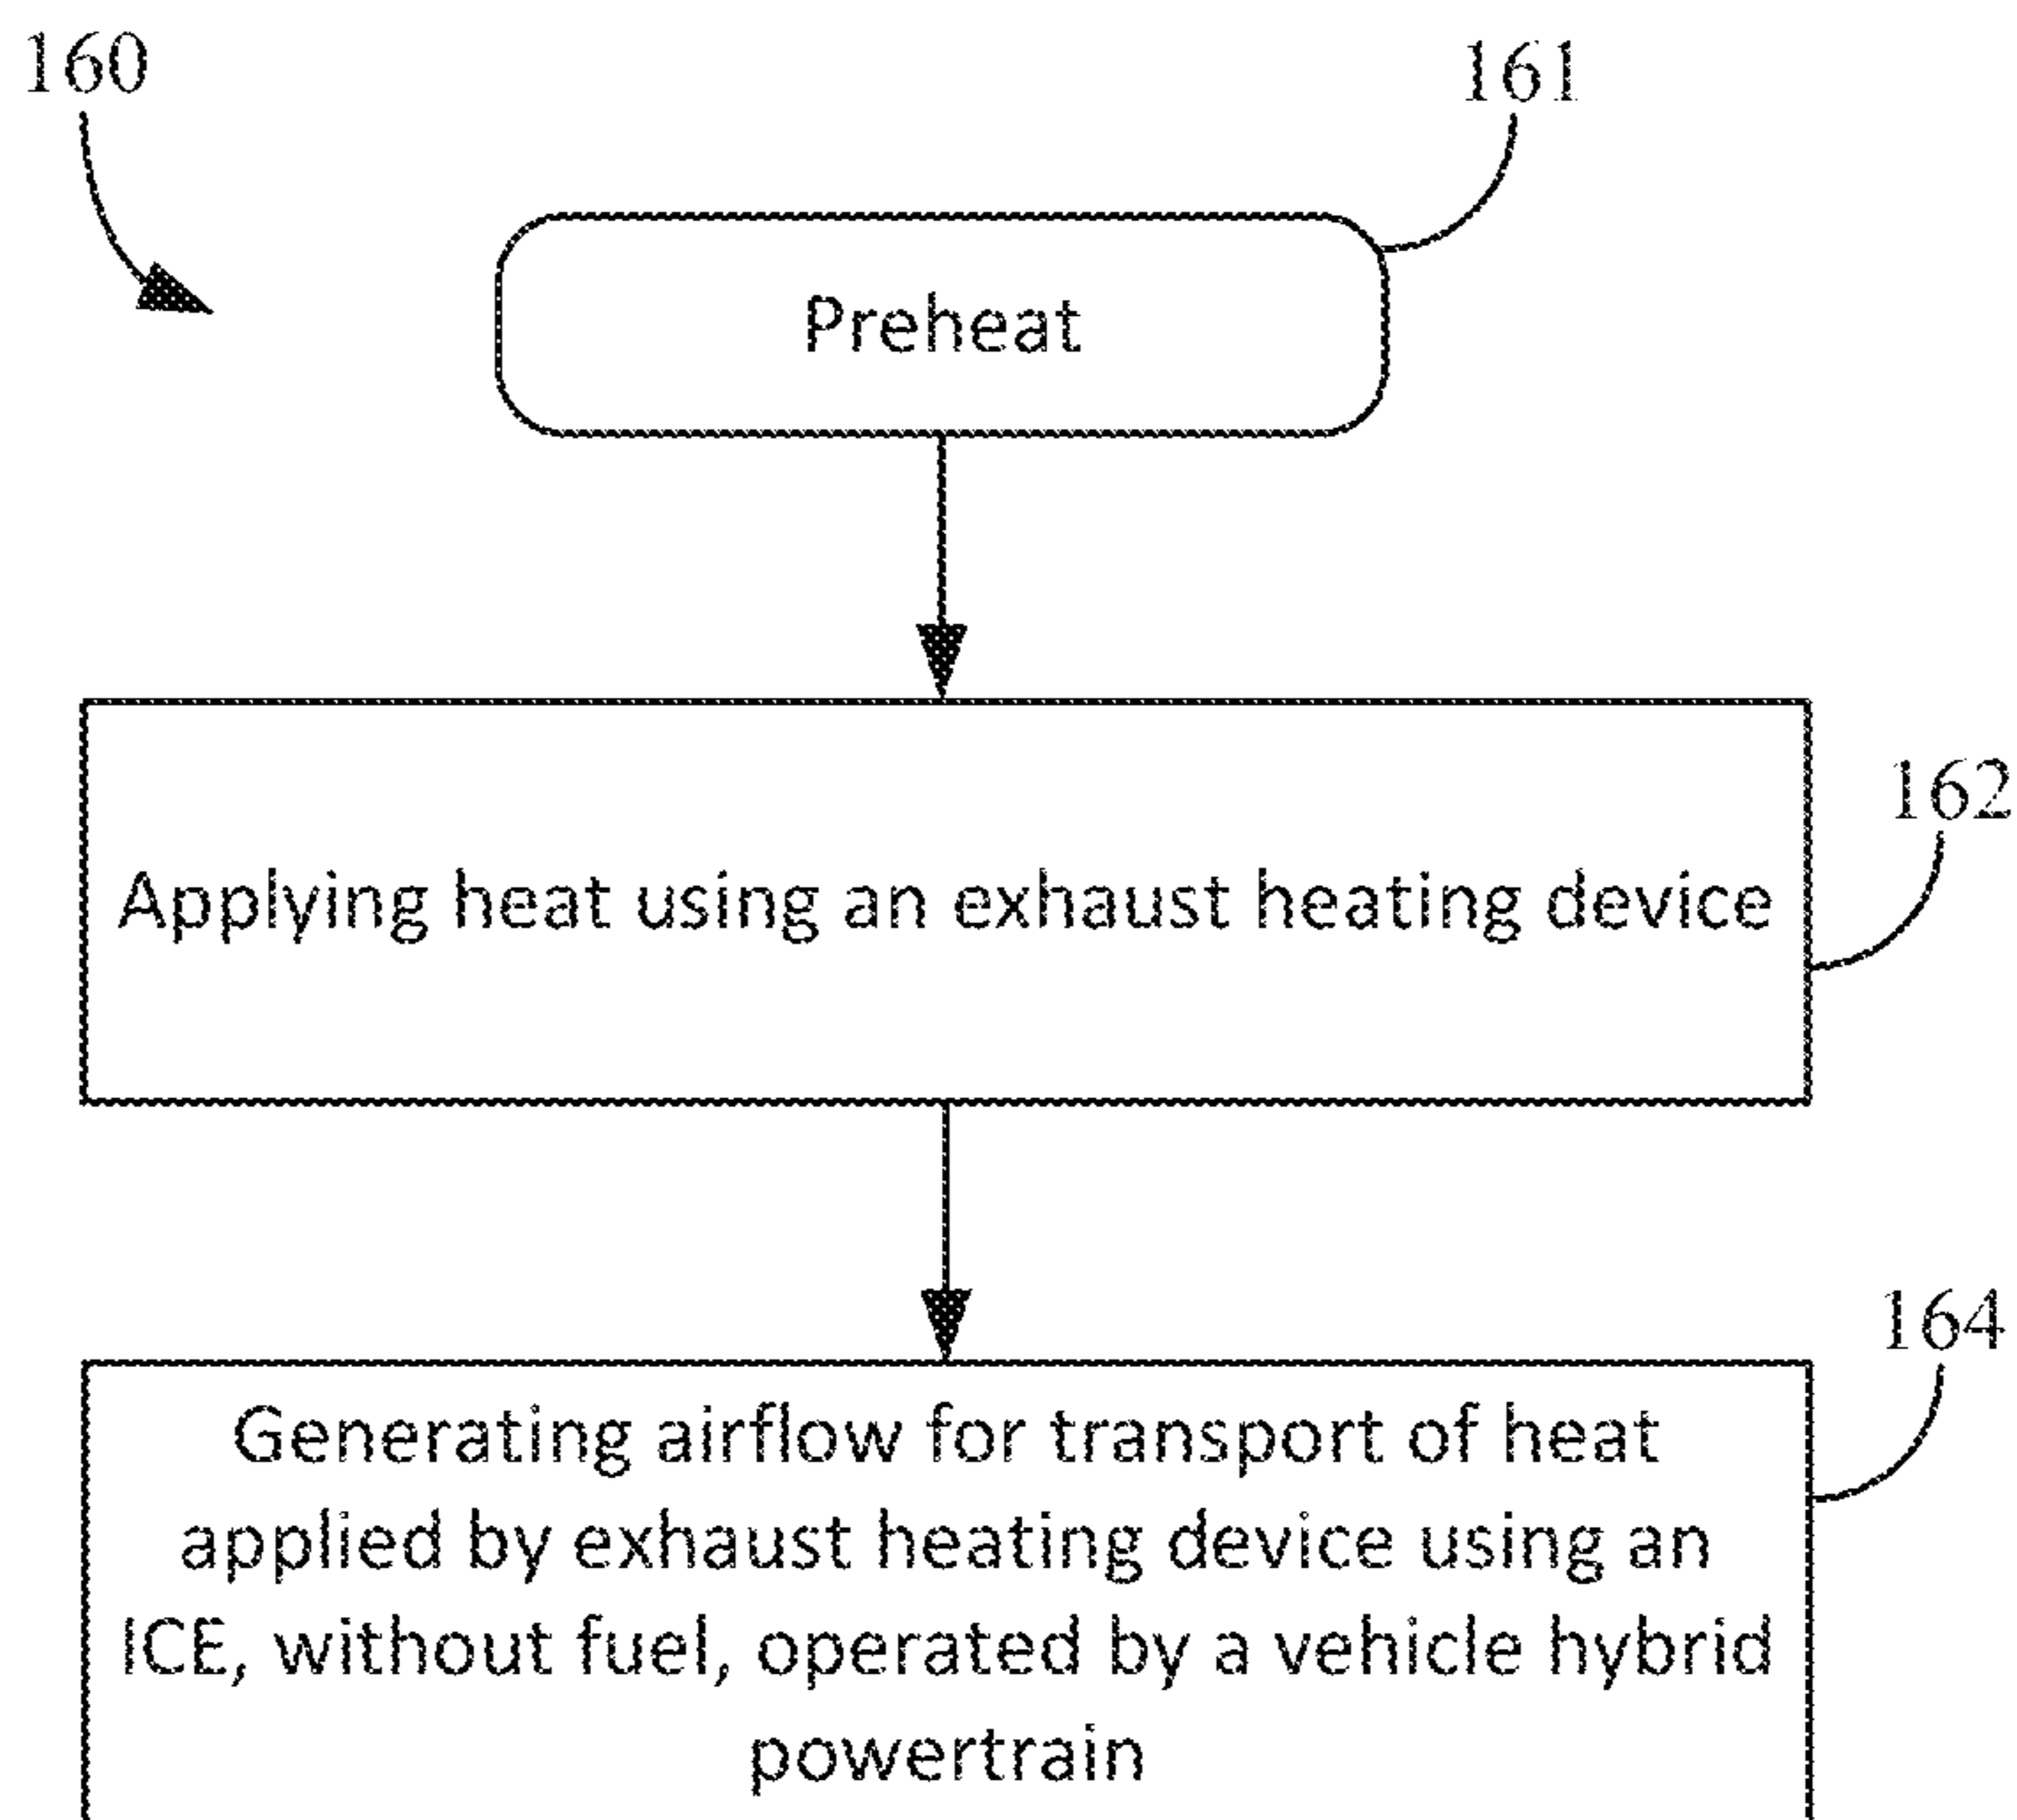 160
161
Preheat
162
Applying heat using an exhaust heating device
164
Generating airflow for transport of heat
applied by exhaust heating device using an
ICE, without fuel, operated by a vehicle hybrid
powertrain